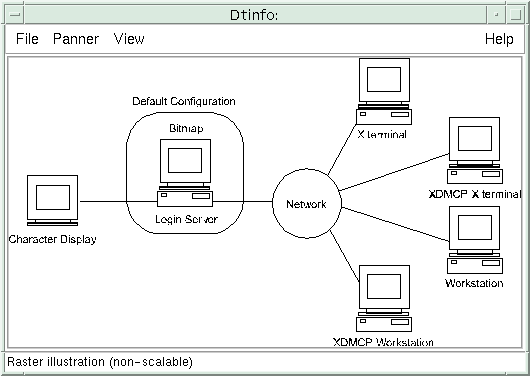 Dtinfo:
File Panner View Help
Default Configuration
Bitmap
Login Server
Character Display
Network
X terminal
XDMCP X terminal
Workstation
XDMCP Workstation
Raster illustration (non-scalable)